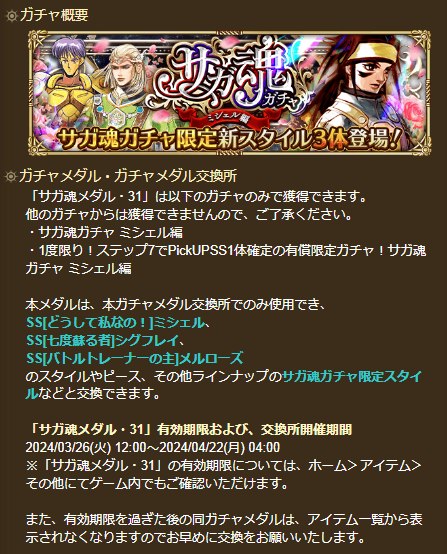 ガチャ概要
サガ魂
ガチャ
ミシェル編
サガ魂ガチャ限定新スタイル3体登場!
ガチャメダル・ガチャメダル交換所
「サガ魂メダル・31」は以下のガチャのみで獲得できます。
他のガチャからは獲得できませんので、ご了承ください。
・サガ魂ガチャ ミシェル編
・1度限り！ステップ7でPickUPSS1体確定の有償限定ガチャ！サガ魂
ガチャ ミシェル編
本メダルは、本ガチャメダル交換所でのみ使用でき、
SS[どうして私なの！]ミシェル、
SS[七度蘇る者]シグフレイ、
SS[バトルトレーナーの主]メルローズ
のスタイルやピース、その他ラインナップのサガ魂ガチャ限定スタイ
ルなどと交換できます。
「サガ魂メダル・31」有効期限および、交換所開催期間
2024/03/26(火) 12:00～2024/04/22(月) 04:00
※「サガ魂メダル・31」の有効期限については、ホーム＞アイテム＞
その他にてゲーム内でもご確認いただけます。
また、有効期限を過ぎた後の同ガチャメダルは、アイテム一覧から表
示されなくなりますのでお早めに交換をお願いいたします。